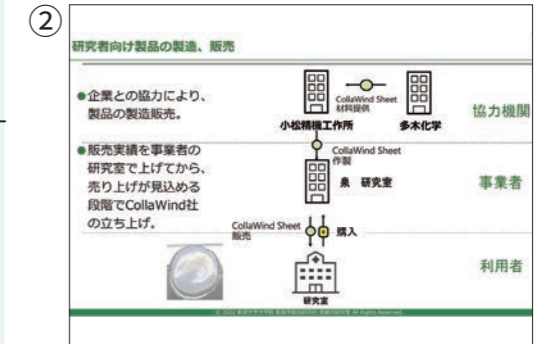 ②
研究者向け製品の製造、販売
●企業との協力により、
製品の製造販売。
●販売実績を事業者の
研究室で上げてから、
売り上げが見込める
段階でCollaWind社
の立ち上げ。
CollaWind Sheet
材料提供
小松精機工作所
多木化学
協力機関
CollaWind Sheet
作製
泉 研究室
事業者
CollaWind Sheet
販売
購入
利用者
研究室